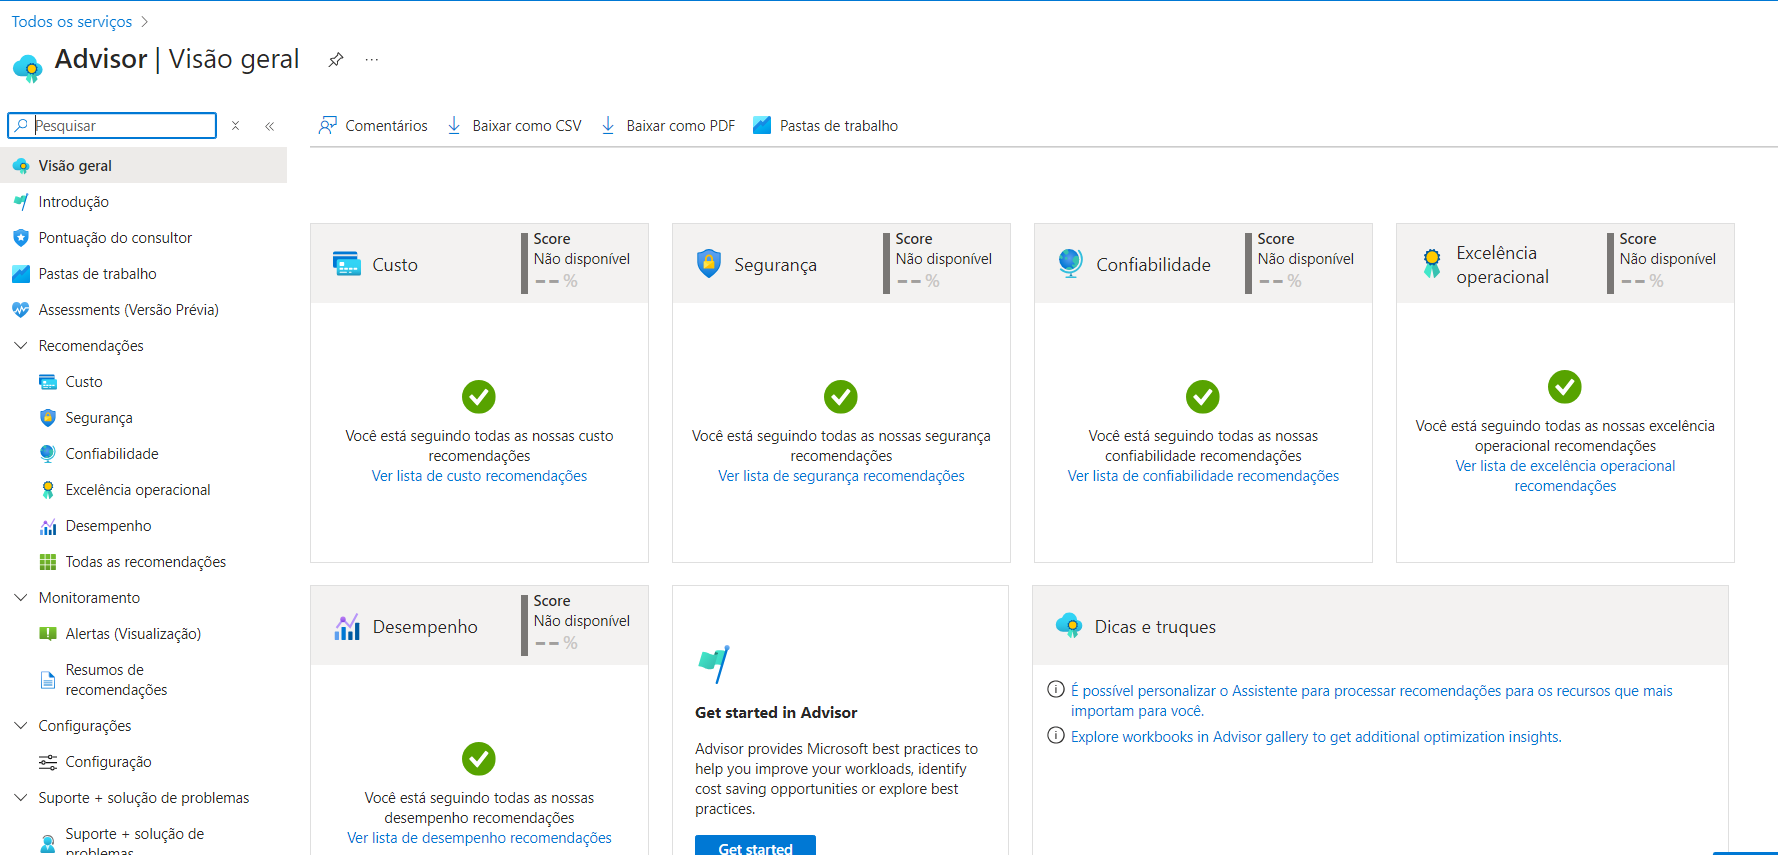 Todos os serviços
Advisor | Visão geral
Pesquisar
Visão geral
Introdução
Pontuação do consultor
Pastas de trabalho
Assessments (Versão Prévia)
Recomendações
Custo
Segurança
Confiabilidade
Excelência operacional
Desempenho
Todas as recomendações
Monitoramento
Alertas (Visualização)
Resumos de
recomendações
Configurações
Configuração
Suporte + solução de problemas
Suporte + solução de
problemas
Comentários
Baixar como CSV
Baixar como PDF
Pastas de trabalho
Custo
Score
Não disponível
-- %
Você está seguindo todas as nossas custo
recomendações
Ver lista de custo recomendações
Segurança
Score
Não disponível
-- %
Você está seguindo todas as nossas segurança
recomendações
Ver lista de segurança recomendações
Confiabilidade
Score
Não disponível
-- %
Você está seguindo todas as nossas
confiabilidade recomendações
Ver lista de confiabilidade recomendações
Excelência
operacional
Score
Não disponível
-- %
Você está seguindo todas as nossas excelência
operacional recomendações
Ver lista de excelência operacional
recomendações
Desempenho
Score
Não disponível
-- %
Você está seguindo todas as nossas
desempenho recomendações
Ver lista de desempenho recomendações
Get started in Advisor
Advisor provides Microsoft best practices to
help you improve your workloads, identify
cost saving opportunities or explore best
practices.
Get started
Dicas e truques
É possível personalizar o Assistente para processar recomendações para os recursos que mais
importam para você.
Explore workbooks in Advisor gallery to get additional optimization insights.